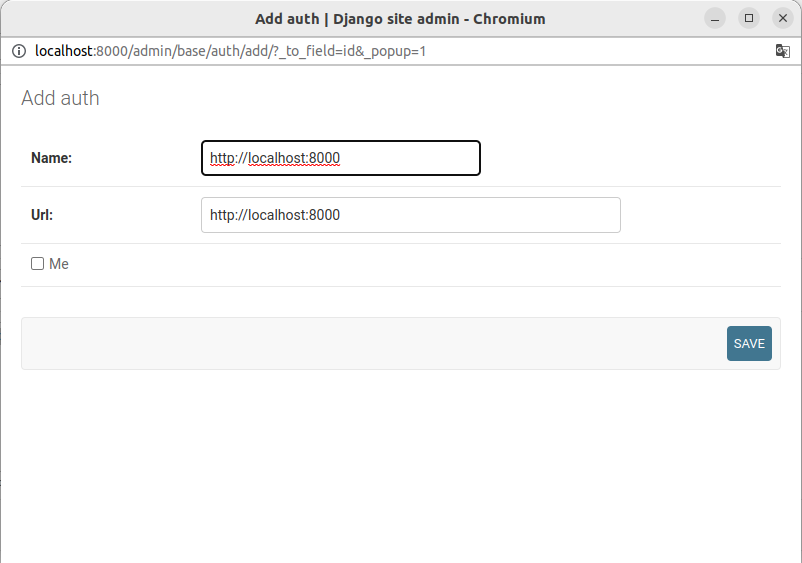 Add auth | Django site admin - Chromium
localhost:8000/admin/base/auth/add/?_to_field=id&_popup=1
Add auth
Name:
http://localhost:8000
Url:
http://localhost:8000
Me
SAVE